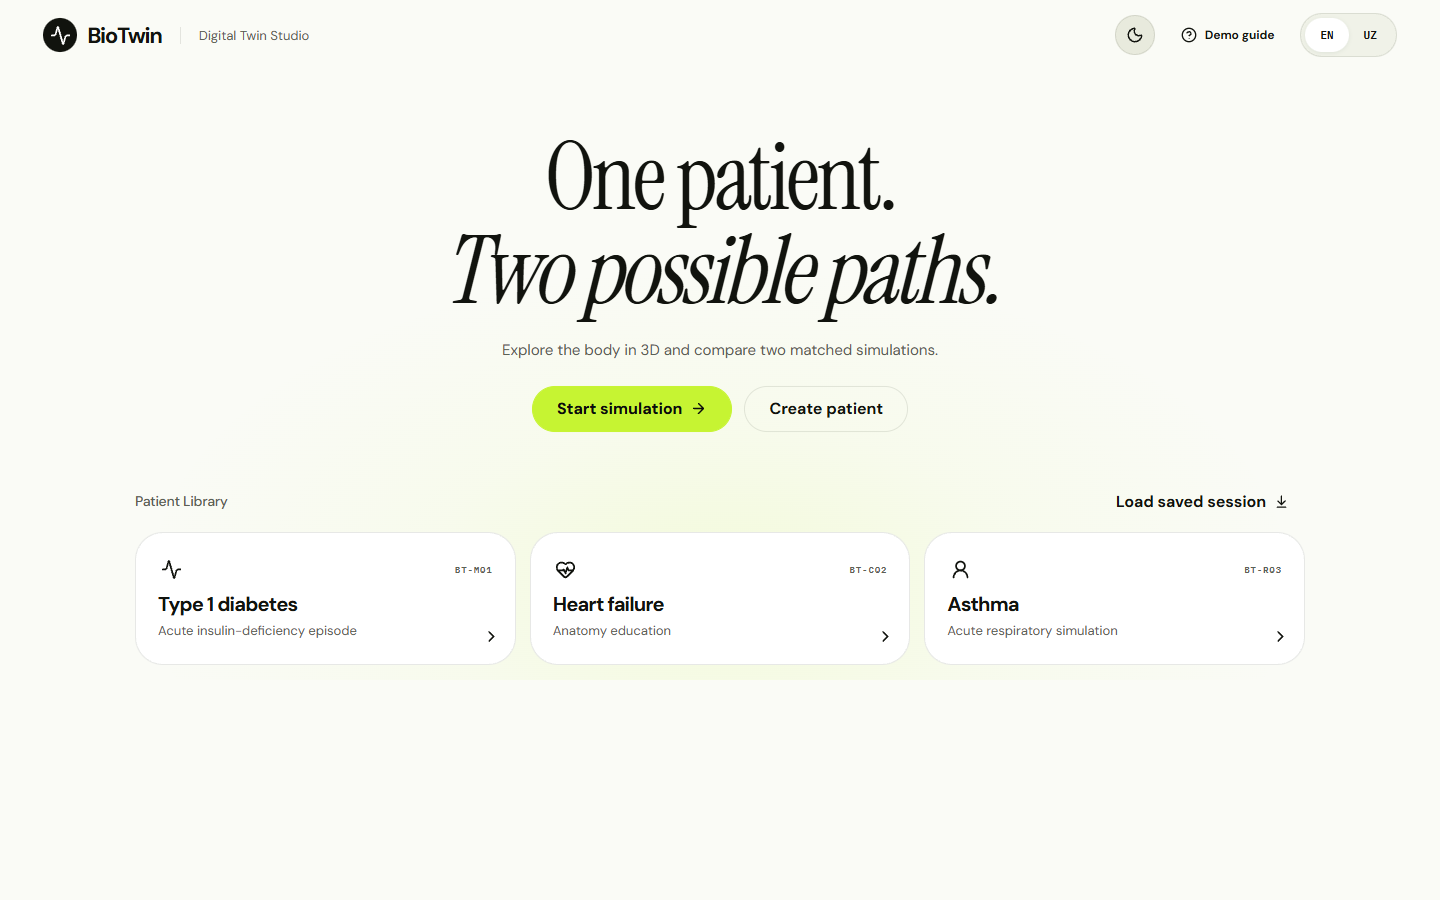 BioTwin
Digital Twin Studio
Demo guide
EN
UZ
One patient.
Two possible paths.
Explore the body in 3D and compare two matched simulations.
Start simulation
Create patient
Patient Library
Load saved session
BT-M01
Type 1 diabetes
Acute insulin-deficiency episode
BT-C02
Heart failure
Anatomy education
BT-R03
Asthma
Acute respiratory simulation